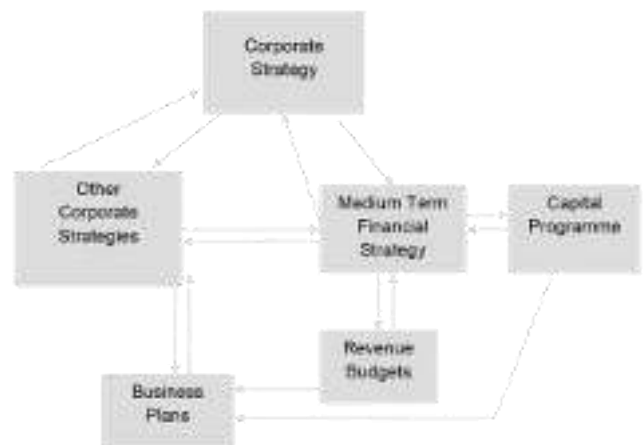 Corporate
Strategy
Other
Corporate
Strategies
Medium Term
Financial
Strategy
Capital
Programme
Revenue
Budgets
Business
Plans